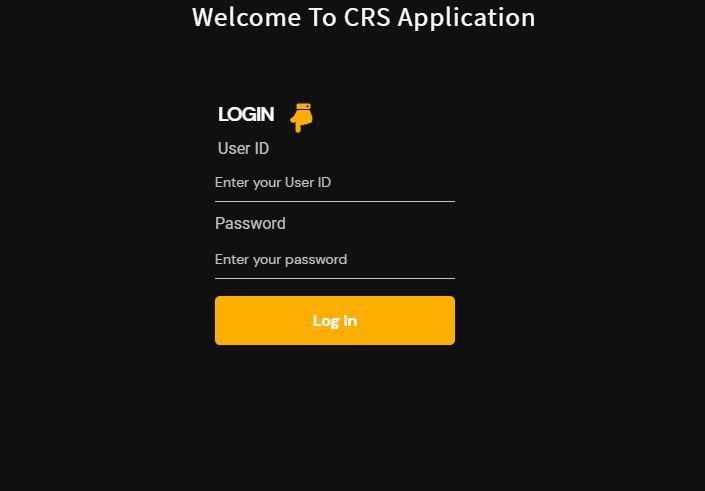 Welcome To CRS Application
LOGIN
User ID
Enter your User ID
Password
Enter your password
Log In